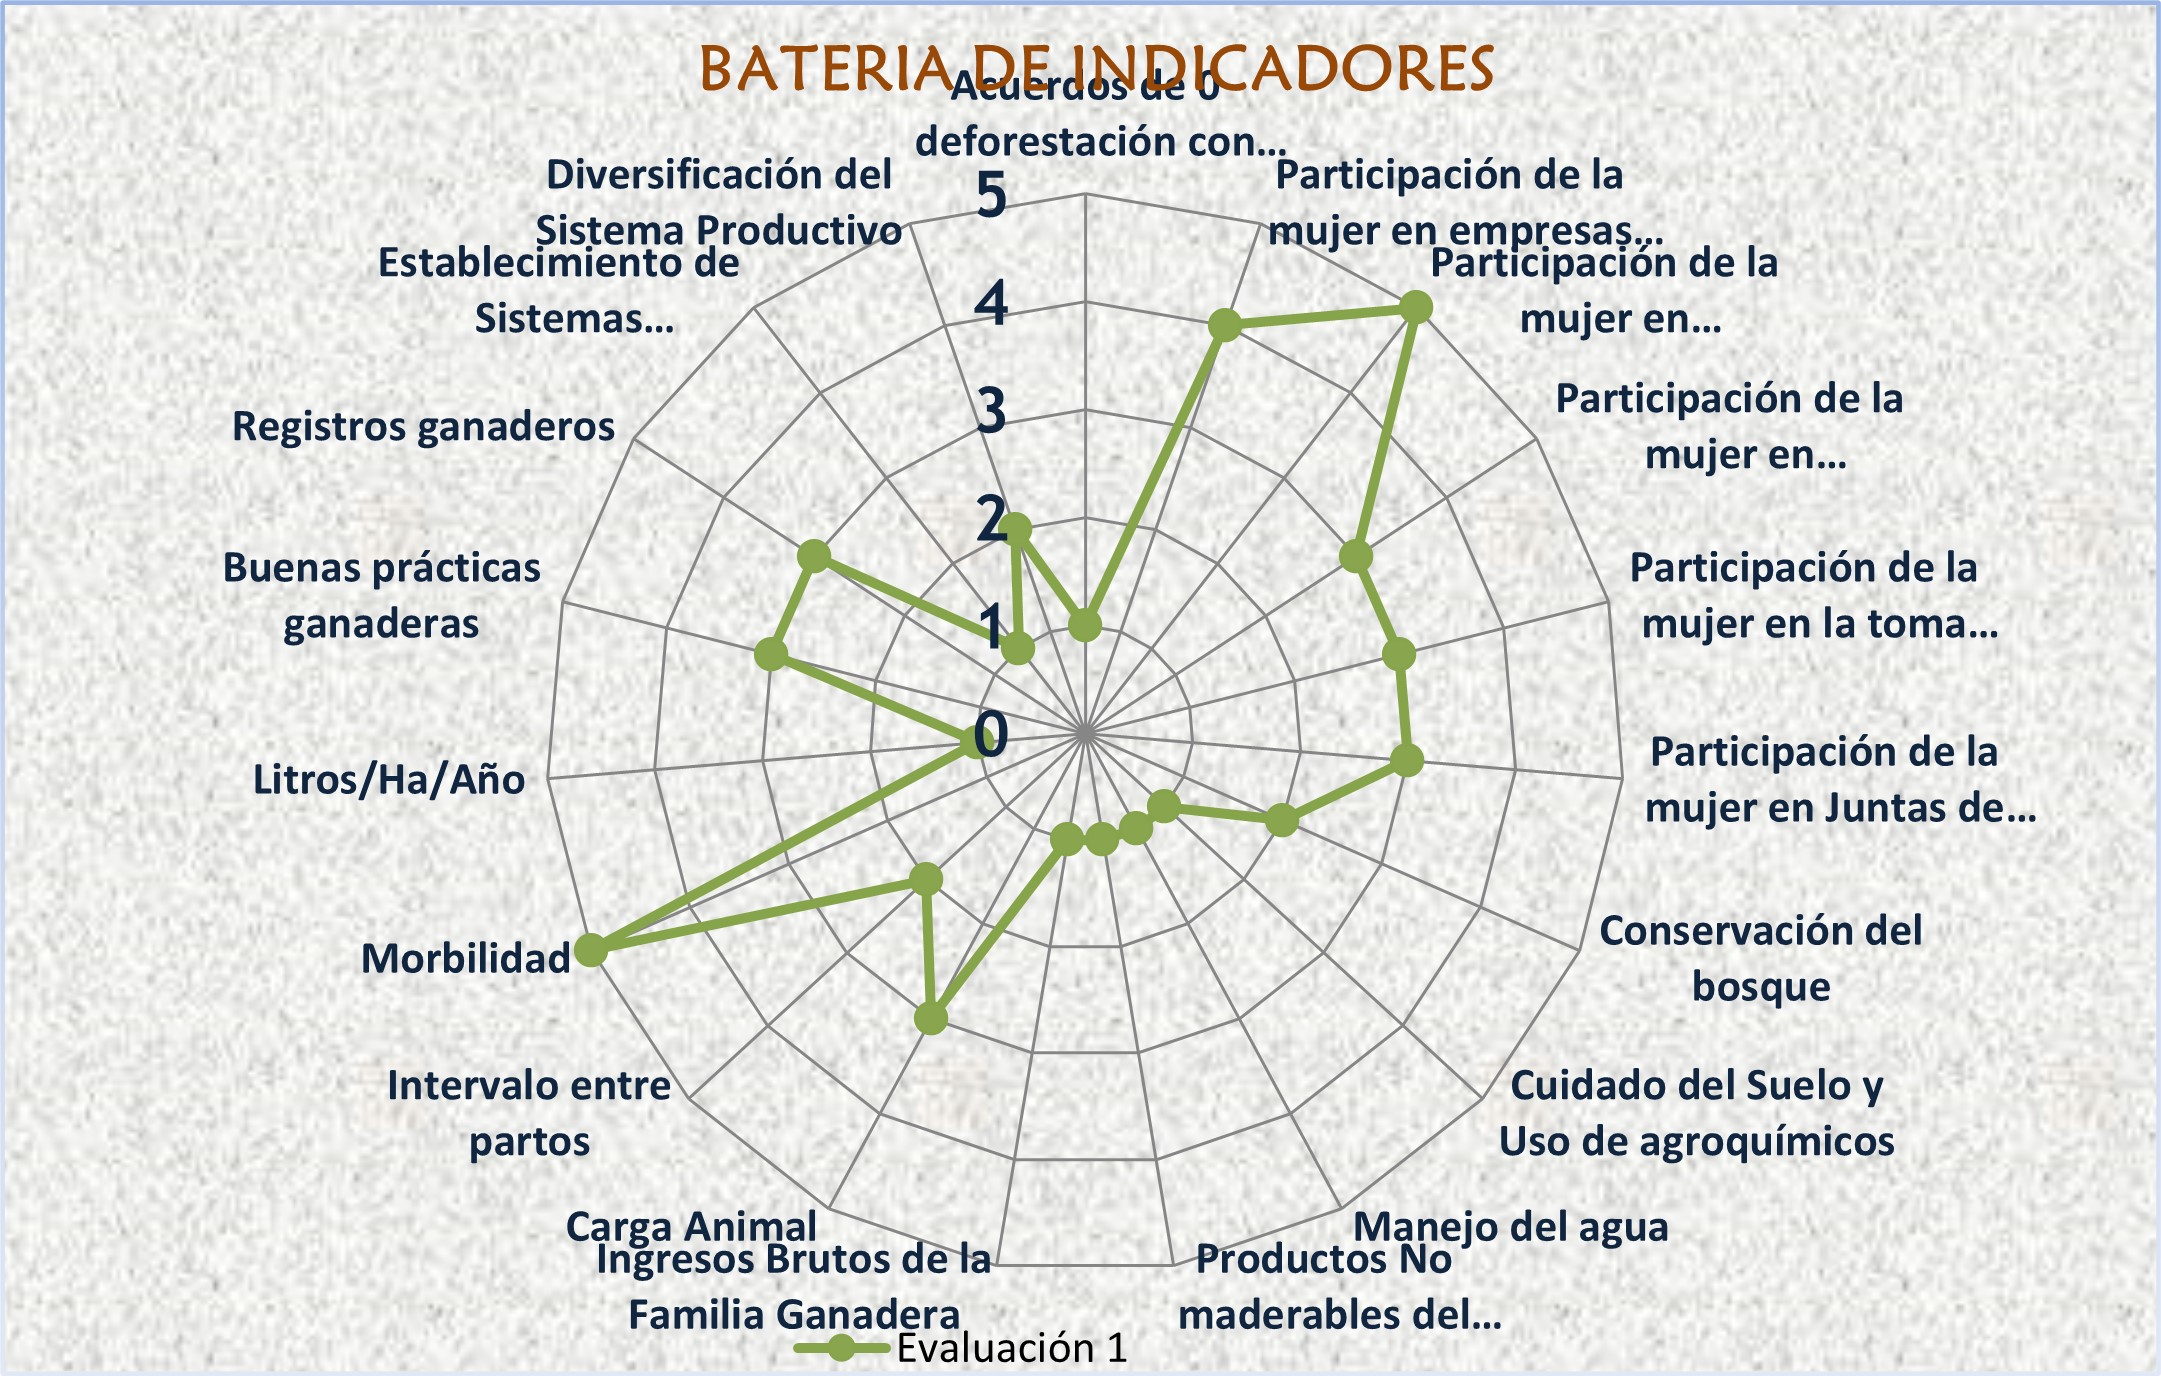 BATERIA DE INDICADORES
Acuerdos de 0
deforestación con...
Participación de la
mujer en empresas...
Participación de la
mujer en...
Participación de la
mujer en...
Participación de la
mujer en la toma...
Participación de la
mujer en Juntas de...
Conservación del
bosque
Cuidado del Suelo y
Uso de agroquímicos
Manejo del agua
Productos No
maderables del...
Ingresos Brutos de la
Familia Ganadera
Carga Animal
Intervalo entre
partos
Morbilidad
Litros/Ha/Año
Buenas prácticas
ganaderas
Registros ganaderos
Establecimiento de
Sistemas...
Diversificación del
Sistema Productivo
5
4
3
2
1
0
Evaluación 1